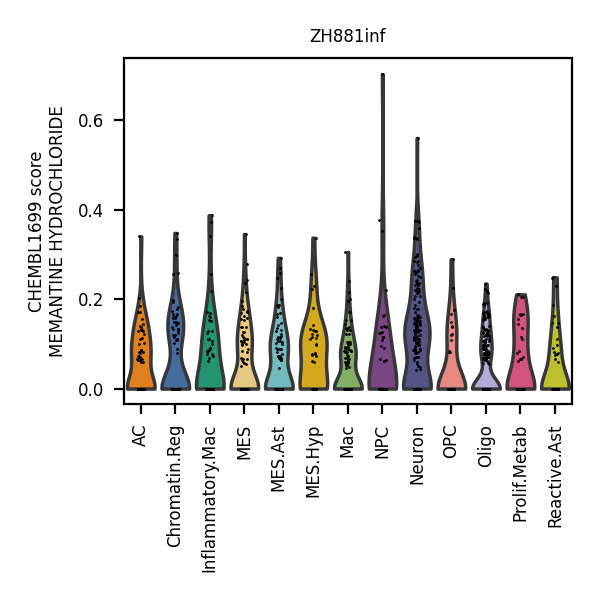 ZH881inf
CHEMBL1699 score
MEMANTINE HYDROCHLORIDE
0.6
0.4
0.2
0.0
AC
Chromatin.Reg
Inflammatory.Mac
MES
MES.Ast
MES.Hyp
Mac
NPC
Neuron
OPC
Oligo
Prolif.Metab
Reactive.Ast